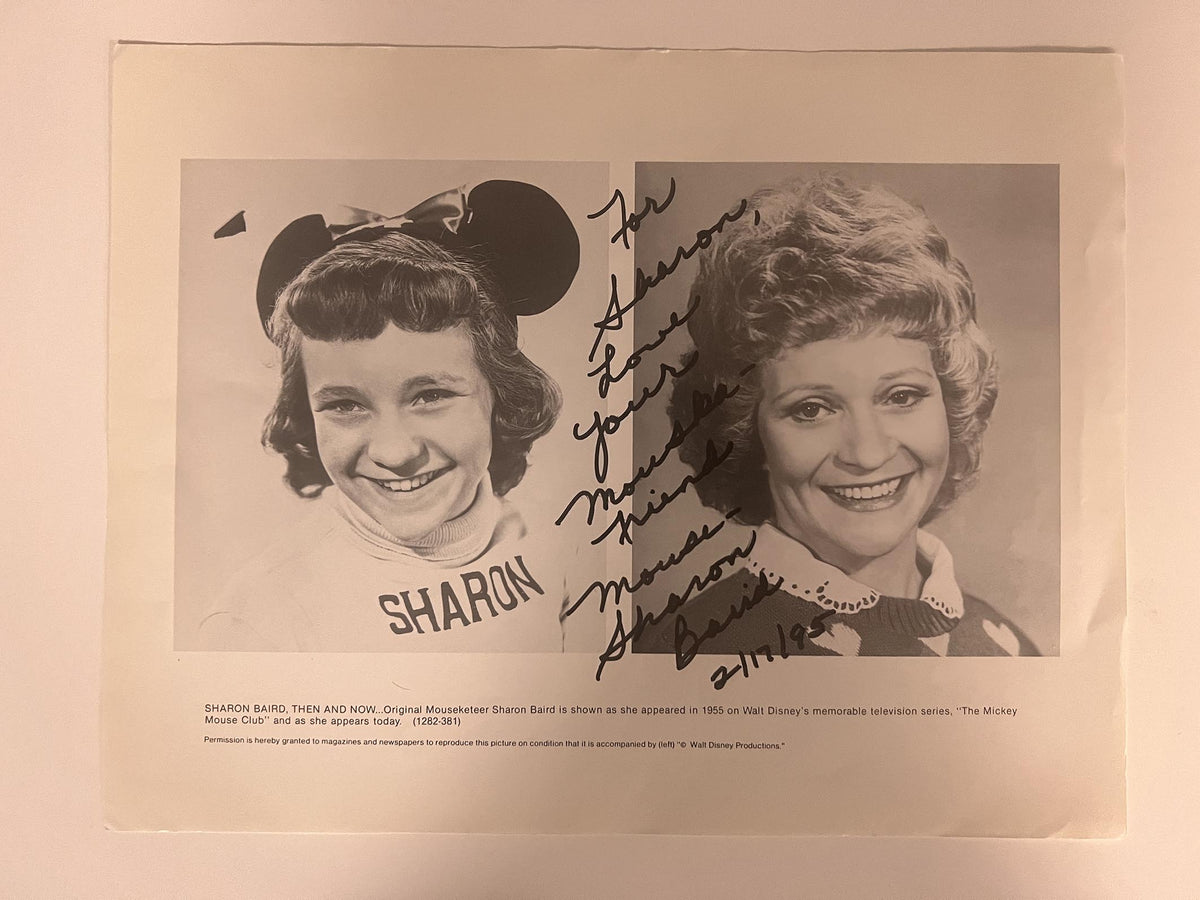 SHARON
For
Sharon,
Love
Your
Mouseka-
friend
Mouse-
Sharon
Baird
2/17/95
SHARON BAIRD, THEN AND NOW...Original Mouseketeer Sharon Baird is shown as she appeared in 1955 on Walt Disney's memorable television series, "The Mickey
Mouse Club" and as she appears today. (1282-381)
Permission is hereby granted to magazines and newspapers to reproduce this picture on condition that it is accompanied by (left) "© Walt Disney Productions."